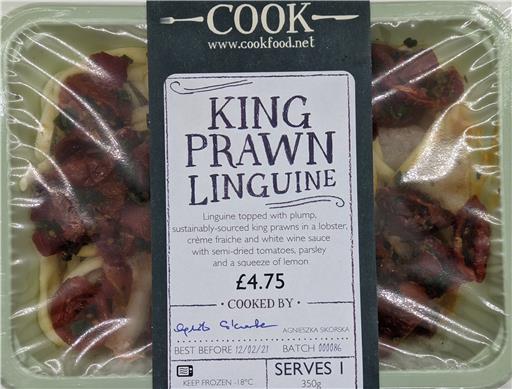 COOK
www.cookfood.net
KING
PRAWN
LINGUINE
Linguine topped with plump,
sustainably-sourced king prawns in a lobster,
crème fraiche and white wine sauce
with semi-dried tomatoes, parsley
and a squeeze of lemon
£4.75
· COOKED BY ·
AGNIESZKA SIKORSKA
BEST BEFORE 12/02/21 BATCH 000086
KEEP FROZEN -18°C
SERVES 1
350g